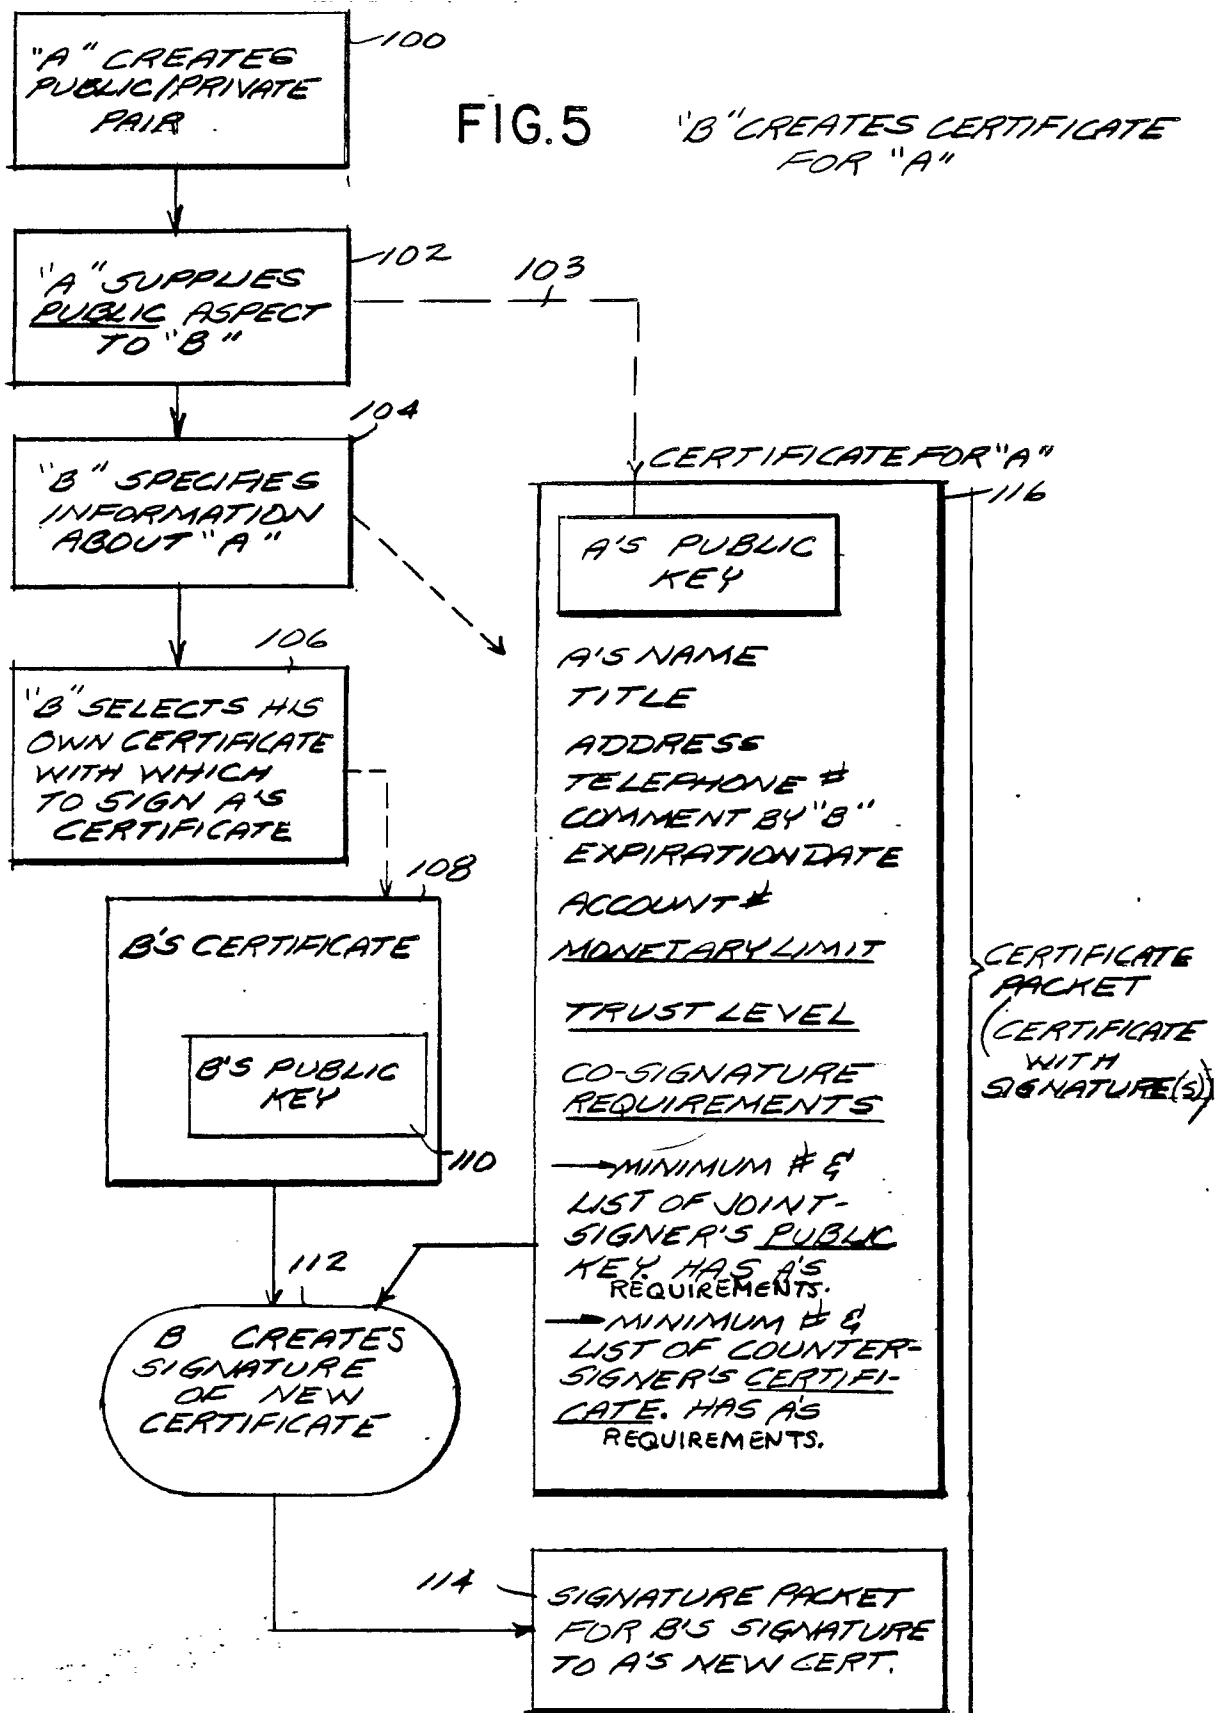 "A" CREATES
PUBLIC/PRIVATE
PAIR
100
FIG.5
"B" CREATES CERTIFICATE
FOR "A"
"A" SUPPLIES
PUBLIC ASPECT
TO "B"
102
103
104
"B" SPECIFIES
INFORMATION
ABOUT "A"
106
"B" SELECTS HIS
OWN CERTIFICATE
WITH WHICH
TO SIGN A'S
CERTIFICATE
108
B'S CERTIFICATE
B'S PUBLIC
KEY
110
112
B CREATES
SIGNATURE
OF NEW
CERTIFICATE
CERTIFICATE FOR "A"
116
A'S PUBLIC
KEY
A'S NAME
TITLE
ADDRESS
TELEPHONE #
COMMENT BY "B"
EXPIRATION DATE
ACCOUNT #
MONETARY LIMIT
TRUST LEVEL
CO-SIGNATURE
REQUIREMENTS
MINIMUM # &
LIST OF JOINT-
SIGNER'S PUBLIC
KEY. HAS A'S
REQUIREMENTS.
MINIMUM # &
LIST OF COUNTER-
SIGNER'S CERTIFI-
CATE. HAS A'S
REQUIREMENTS.
CERTIFICATE
PACKET
(CERTIFICATE
WITH
SIGNATURE(S))
114
SIGNATURE PACKET
FOR B'S SIGNATURE
TO A'S NEW CERT.